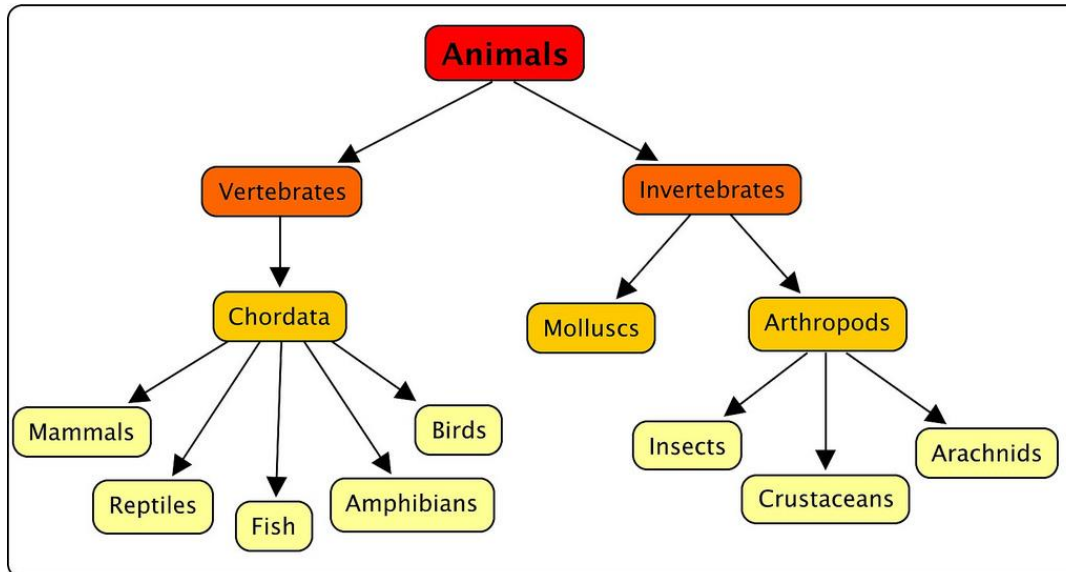 Animals
Vertebrates
Invertebrates
Chordata
Molluscs
Arthropods
Mammals
Reptiles
Fish
Amphibians
Birds
Insects
Crustaceans
Arachnids